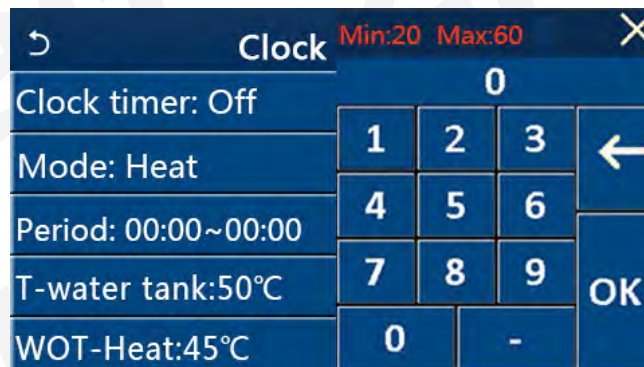 Clock
Clock timer: Off
Mode: Heat
Period: 00:00~00:00
T-water tank:50℃
WOT-Heat:45℃
Min:20 Max:60
0
1 2 3
4 5 6
7 8 9
OK
0 -